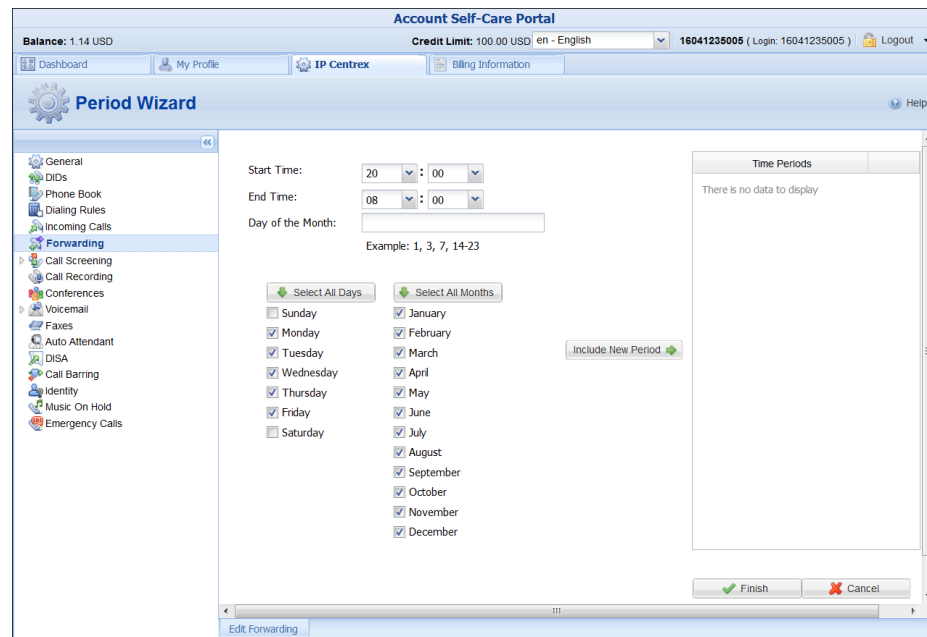 Account Self-Care Portal
Balance: 1.14 USD Credit Limit: 100.00 USD en - English 16041235005 ( Login: 16041235005 ) Logout
Dashboard My Profile IP Centrex Billing Information
Period Wizard Help
General
DIDs
Phone Book
Dialing Rules
Incoming Calls
Forwarding
Call Screening
Call Recording
Conferences
Voicemail
Faxes
Auto Attendant
DISA
Call Barring
Identity
Music On Hold
Emergency Calls
Start Time: 20 : 00
End Time: 08 : 00
Day of the Month:
Example: 1, 3, 7, 14-23
Select All Days Select All Months
Sunday January
Monday February
Tuesday March
Wednesday April
Thursday May
Friday June
Saturday July
August
September
October
November
December
Include New Period
Time Periods
There is no data to display
Finish Cancel
Edit Forwarding